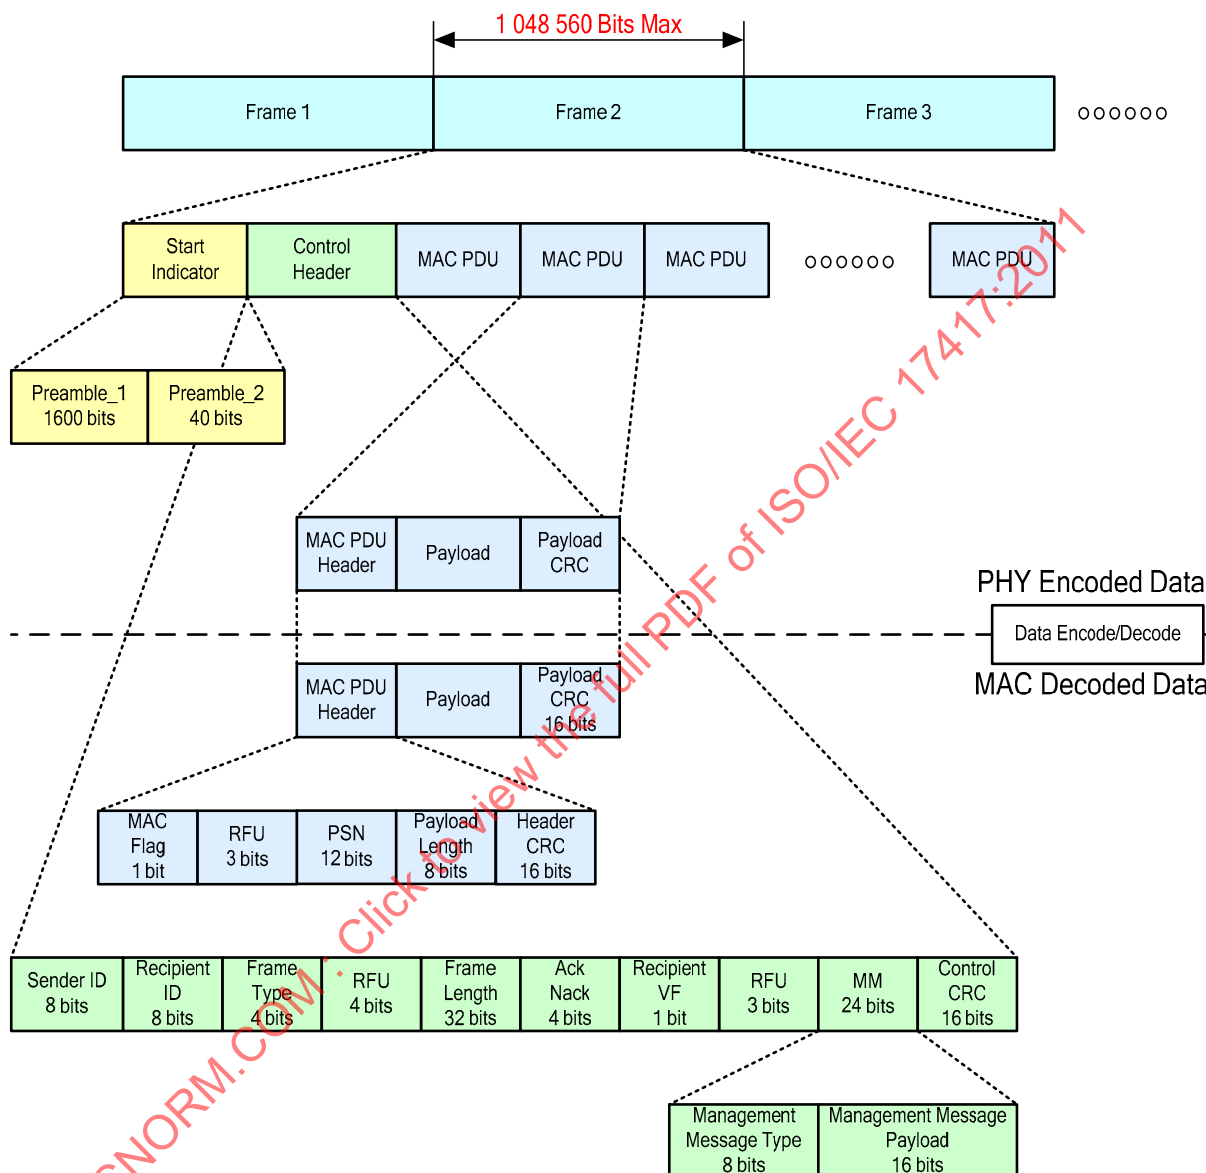 1 048 560 Bits Max
Frame 1
Frame 2
Frame 3
oooooo
Start
Indicator
Control
Header
MAC PDU
MAC PDU
MAC PDU
oooooo
MAC PDU
Preamble_1
1600 bits
Preamble_2
40 bits
MAC PDU
Header
Payload
Payload
CRC
PHY Encoded Data
Data Encode/Decode
MAC Decoded Data
MAC PDU
Header
Payload
Payload
CRC
16 bits
MAC
Flag
1 bit
RFU
3 bits
PSN
12 bits
Payload
Length
8 bits
Header
CRC
16 bits
Sender ID
8 bits
Recipient
ID
8 bits
Frame
Type
4 bits
RFU
4 bits
Frame
Length
32 bits
Ack
Nack
4 bits
Recipient
VF
1 bit
RFU
3 bits
MM
24 bits
Control
CRC
16 bits
Management
Message Type
8 bits
Management Message
Payload
16 bits
CNORM.COM : Click to view the full PDF of ISO/IEC 17417:2011